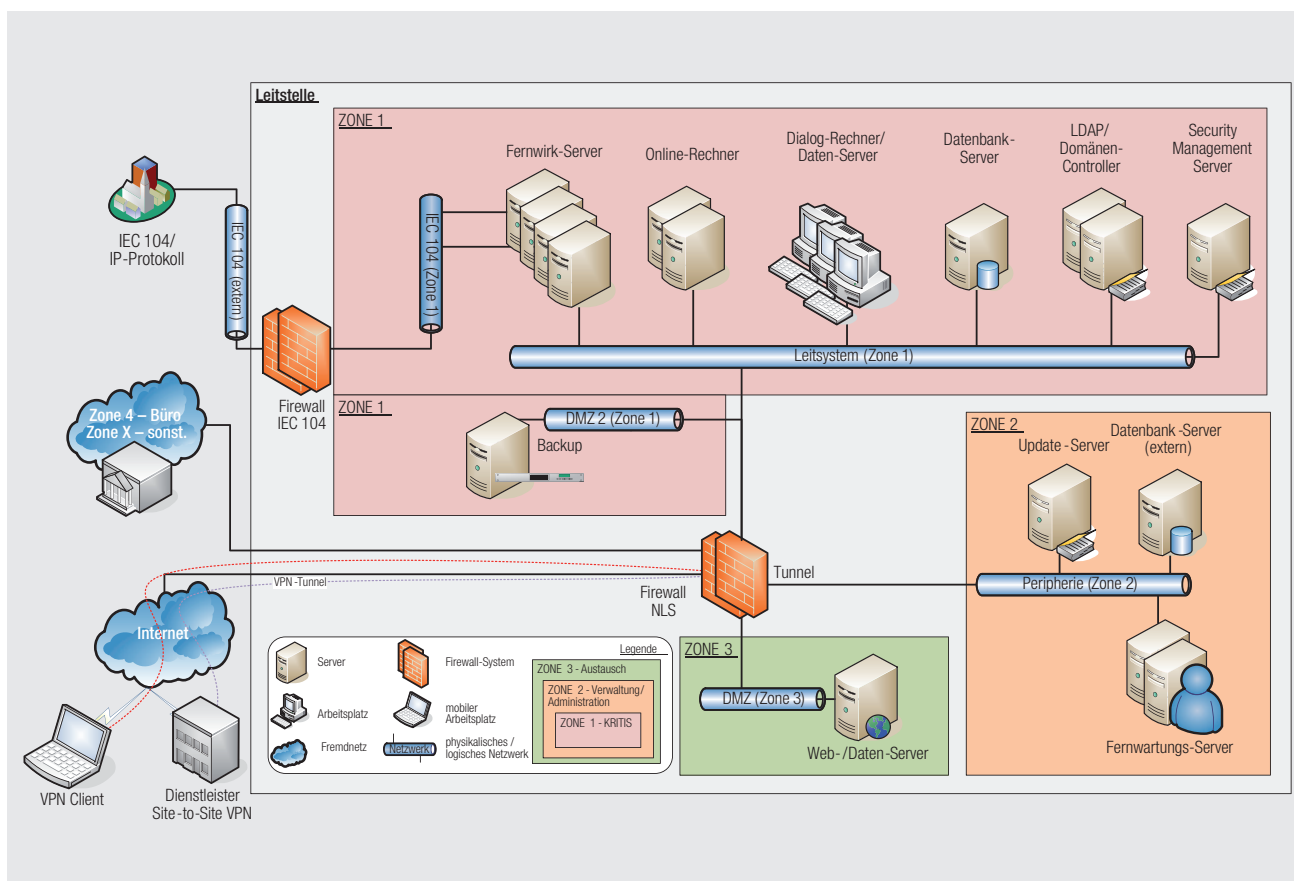 Leitstelle
ZONE 1
Fernwirk-Server
Online-Rechner
Dialog-Rechner/
Daten-Server
Datenbank-
Server
LDAP/
Domänen-
Controller
Security
Management
Server
IEC 104/
IP-Protokoll
IEC 104 (extern)
IEC 104 (Zone 1)
Leitsystem (Zone 1)
Firewall
IEC 104
ZONE 1
DMZ 2 (Zone 1)
Backup
Zone 4 – Büro
Zone X – sonst.
ZONE 2
Update -Server
Datenbank -Server
(extern)
Tunnel
Firewall
NLS
VPN -Tunnel
Peripherie (Zone 2)
Fernwartungs-Server
Internet
VPN Client
Dienstleister
Site -to-Site VPN
Legende
Server
Firewall-System
Arbeitsplatz
mobiler
Arbeitsplatz
Fremdnetz
Netzwerk
physikalisches /
logisches Netzwerk
ZONE 3 - Austausch
ZONE 2 - Verwaltung/
Administration
ZONE 1 - KRITIS
ZONE 3
DMZ (Zone 3)
Web-/Daten-Server